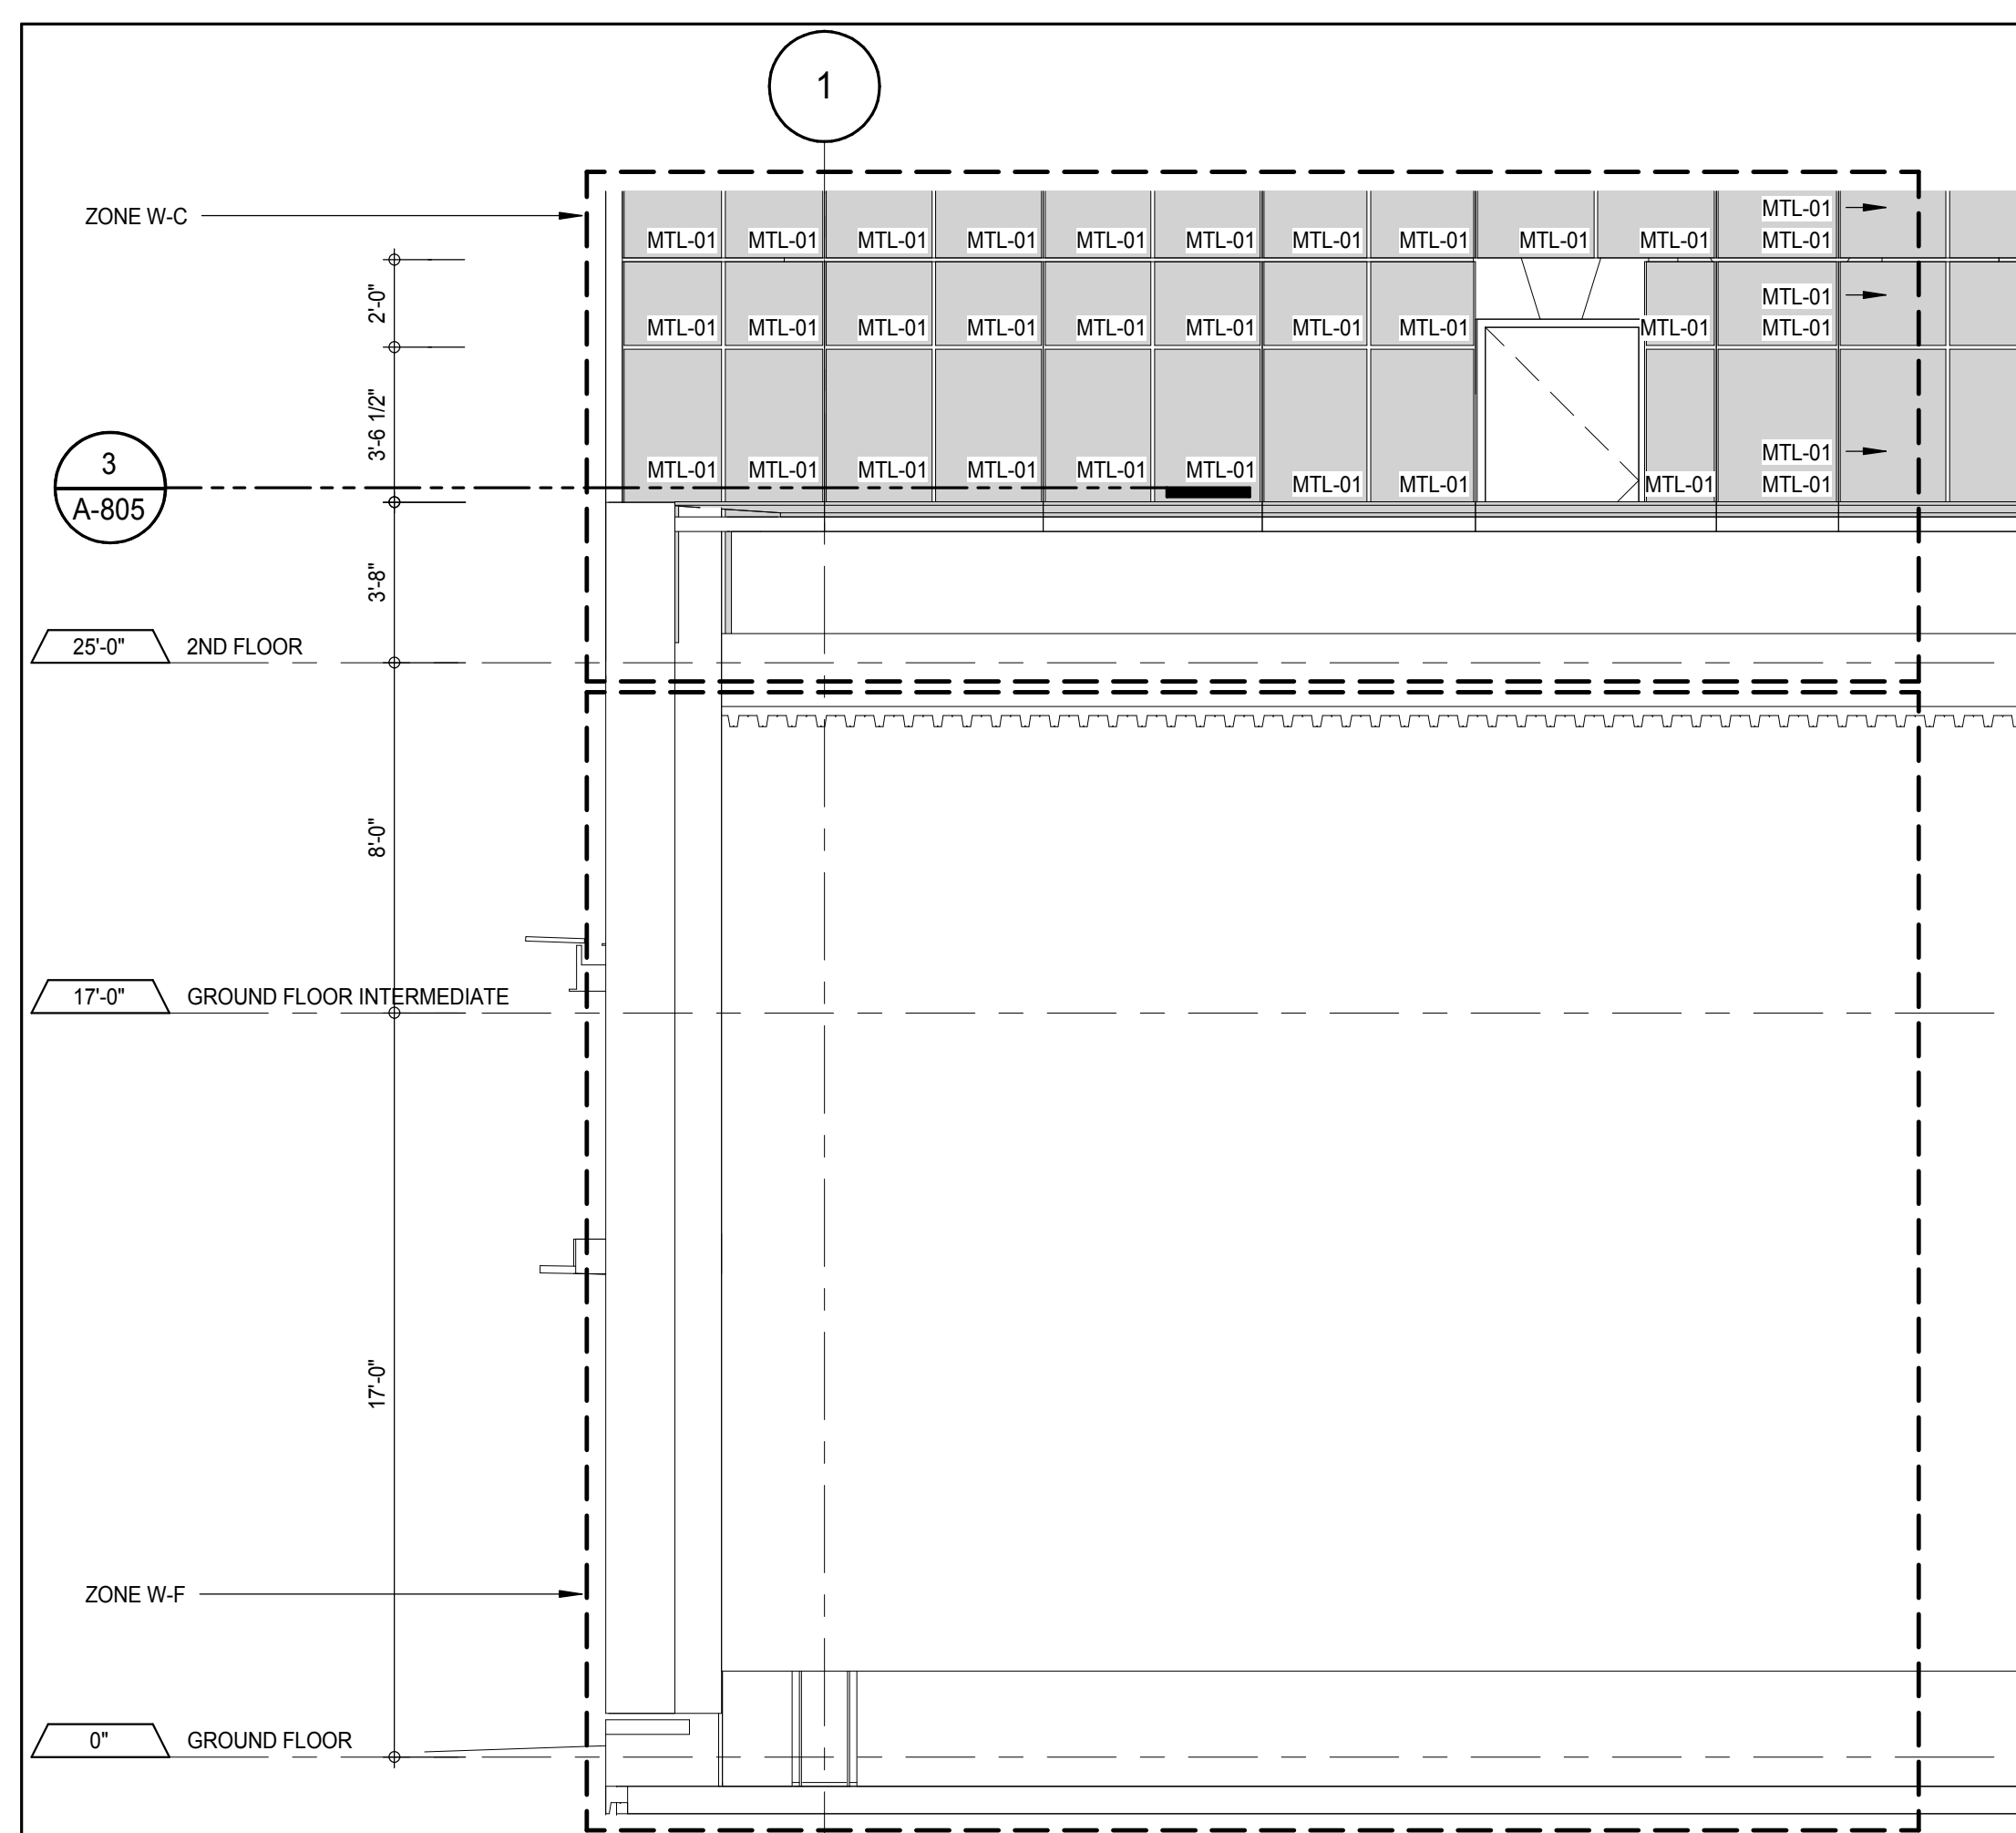 1
ZONE W-C
MTL-01
MTL-01 MTL-01 MTL-01 MTL-01 MTL-01 MTL-01 MTL-01 MTL-01 MTL-01 MTL-01 MTL-01
2'-0"
MTL-01
MTL-01 MTL-01 MTL-01 MTL-01 MTL-01 MTL-01 MTL-01 MTL-01 MTL-01 MTL-01
3'-6 1/2"
MTL-01
3
A-805
MTL-01 MTL-01 MTL-01 MTL-01 MTL-01 MTL-01 MTL-01 MTL-01 MTL-01 MTL-01
3'-8"
25'-0" 2ND FLOOR
8'-0"
17'-0" GROUND FLOOR INTERMEDIATE
17'-0"
ZONE W-F
0" GROUND FLOOR